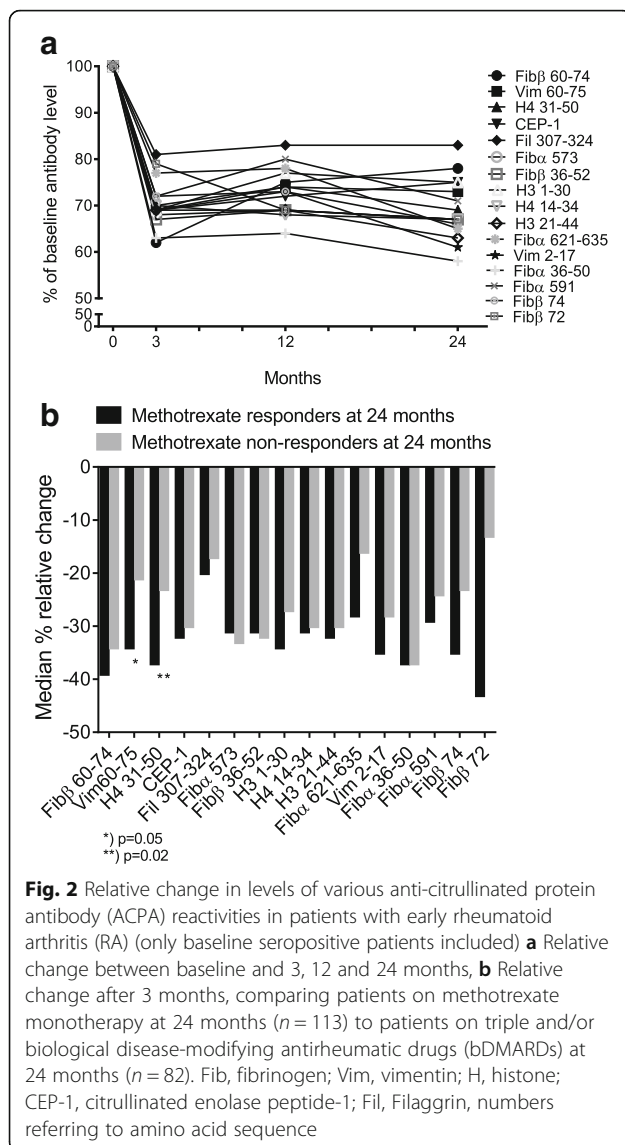 a
% of baseline antibody level
100
90
80
70
60
50
50
0
0 3 12 24
Months
Fibβ 60-74
Vim 60-75
H4 31-50
CEP-1
Fil 307-324
Fibα 573
Fibβ 36-52
H3 1-30
H4 14-34
H3 21-44
Fibα 621-635
Vim 2-17
Fibα 36-50
Fibα 591
Fibβ 74
Fibβ 72
b
Methotrexate responders at 24 months
Methotrexate non-responders at 24 months
Median % relative change
0
-10
-20
-30
-40
-50
*
**
Fibβ 60-74
Vim60-75
H4 31-50
CEP-1
Fil 307-324
Fibα 573
Fibβ 36-52
H3 1-30
H4 14-34
H3 21-44
Fibα 621-635
Vim 2-17
Fibα 36-50
Fibα 591
Fibβ 74
Fibβ 72
*) p=0.05
**) p=0.02
Fig. 2 Relative change in levels of various anti-citrullinated protein
antibody (ACPA) reactivities in patients with early rheumatoid
arthritis (RA) (only baseline seropositive patients included) a Relative
change between baseline and 3, 12 and 24 months, b Relative
change after 3 months, comparing patients on methotrexate
monotherapy at 24 months (n = 113) to patients on triple and/or
biological disease-modifying antirheumatic drugs (bDMARDs) at
24 months (n = 82). Fib, fibrinogen; Vim, vimentin; H, histone;
CEP-1, citrullinated enolase peptide-1; Fil, Filaggrin, numbers
referring to amino acid sequence